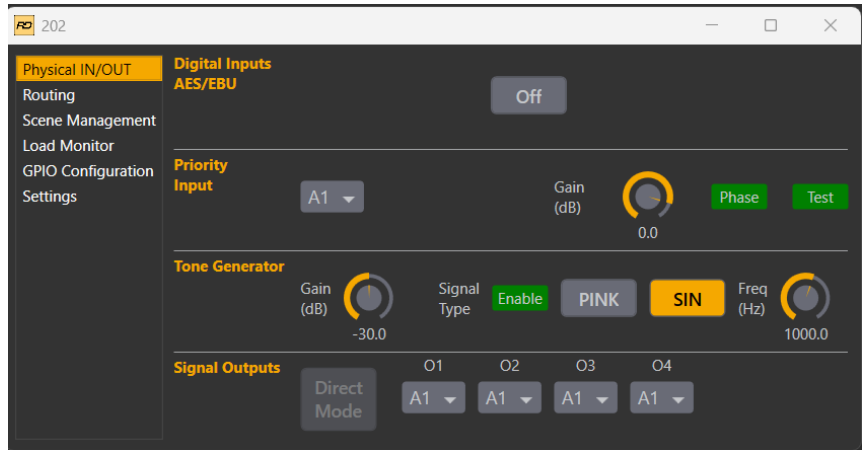 RD 202
Physical IN/OUT
Routing
Scene Management
Load Monitor
GPIO Configuration
Settings
Digital Inputs
AES/EBU
Off
Priority
Input
A1
Gain
(dB)
0.0
Phase
Test
Tone Generator
Gain
(dB)
-30.0
Signal
Type
Enable
PINK
SIN
Freq
(Hz)
1000.0
Signal Outputs
Direct
Mode
O1 O2 O3 O4
A1 A1 A1 A1